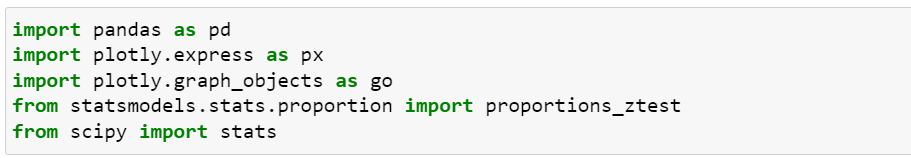 import pandas as pd
import plotly.express as px
import plotly.graph_objects as go
from statsmodels.stats.proportion import proportions_ztest
from scipy import stats